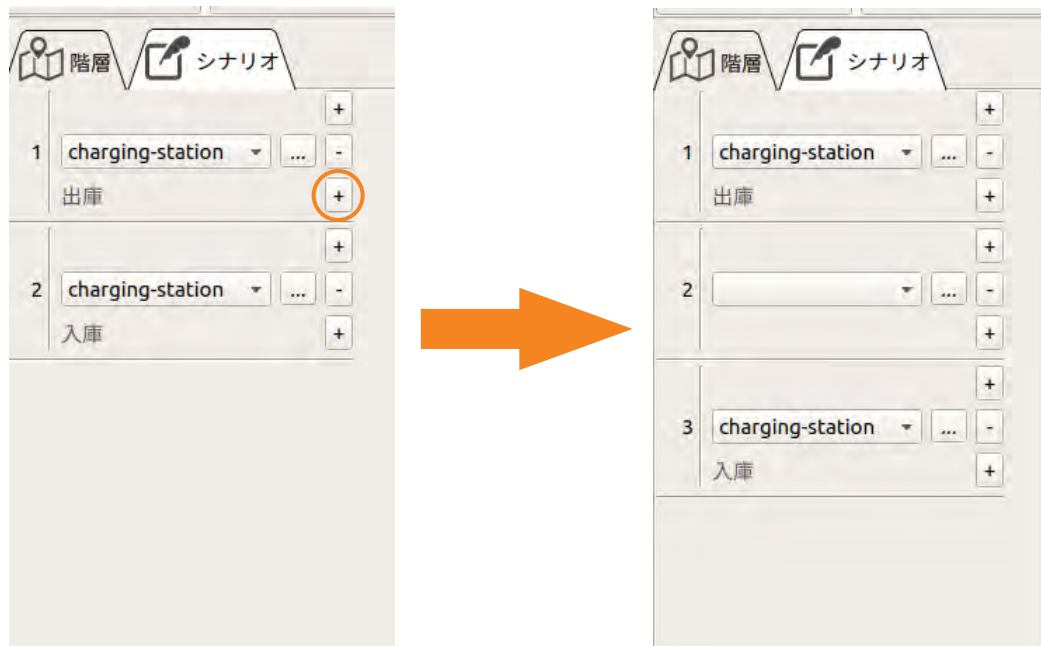 階層 シナリオ
+
1 charging-station ... -
出庫 +
+
2 charging-station ... -
入庫 +
階層 シナリオ
+
1 charging-station ... -
出庫 +
+
2 ... -
+
+
3 charging-station ... -
入庫 +